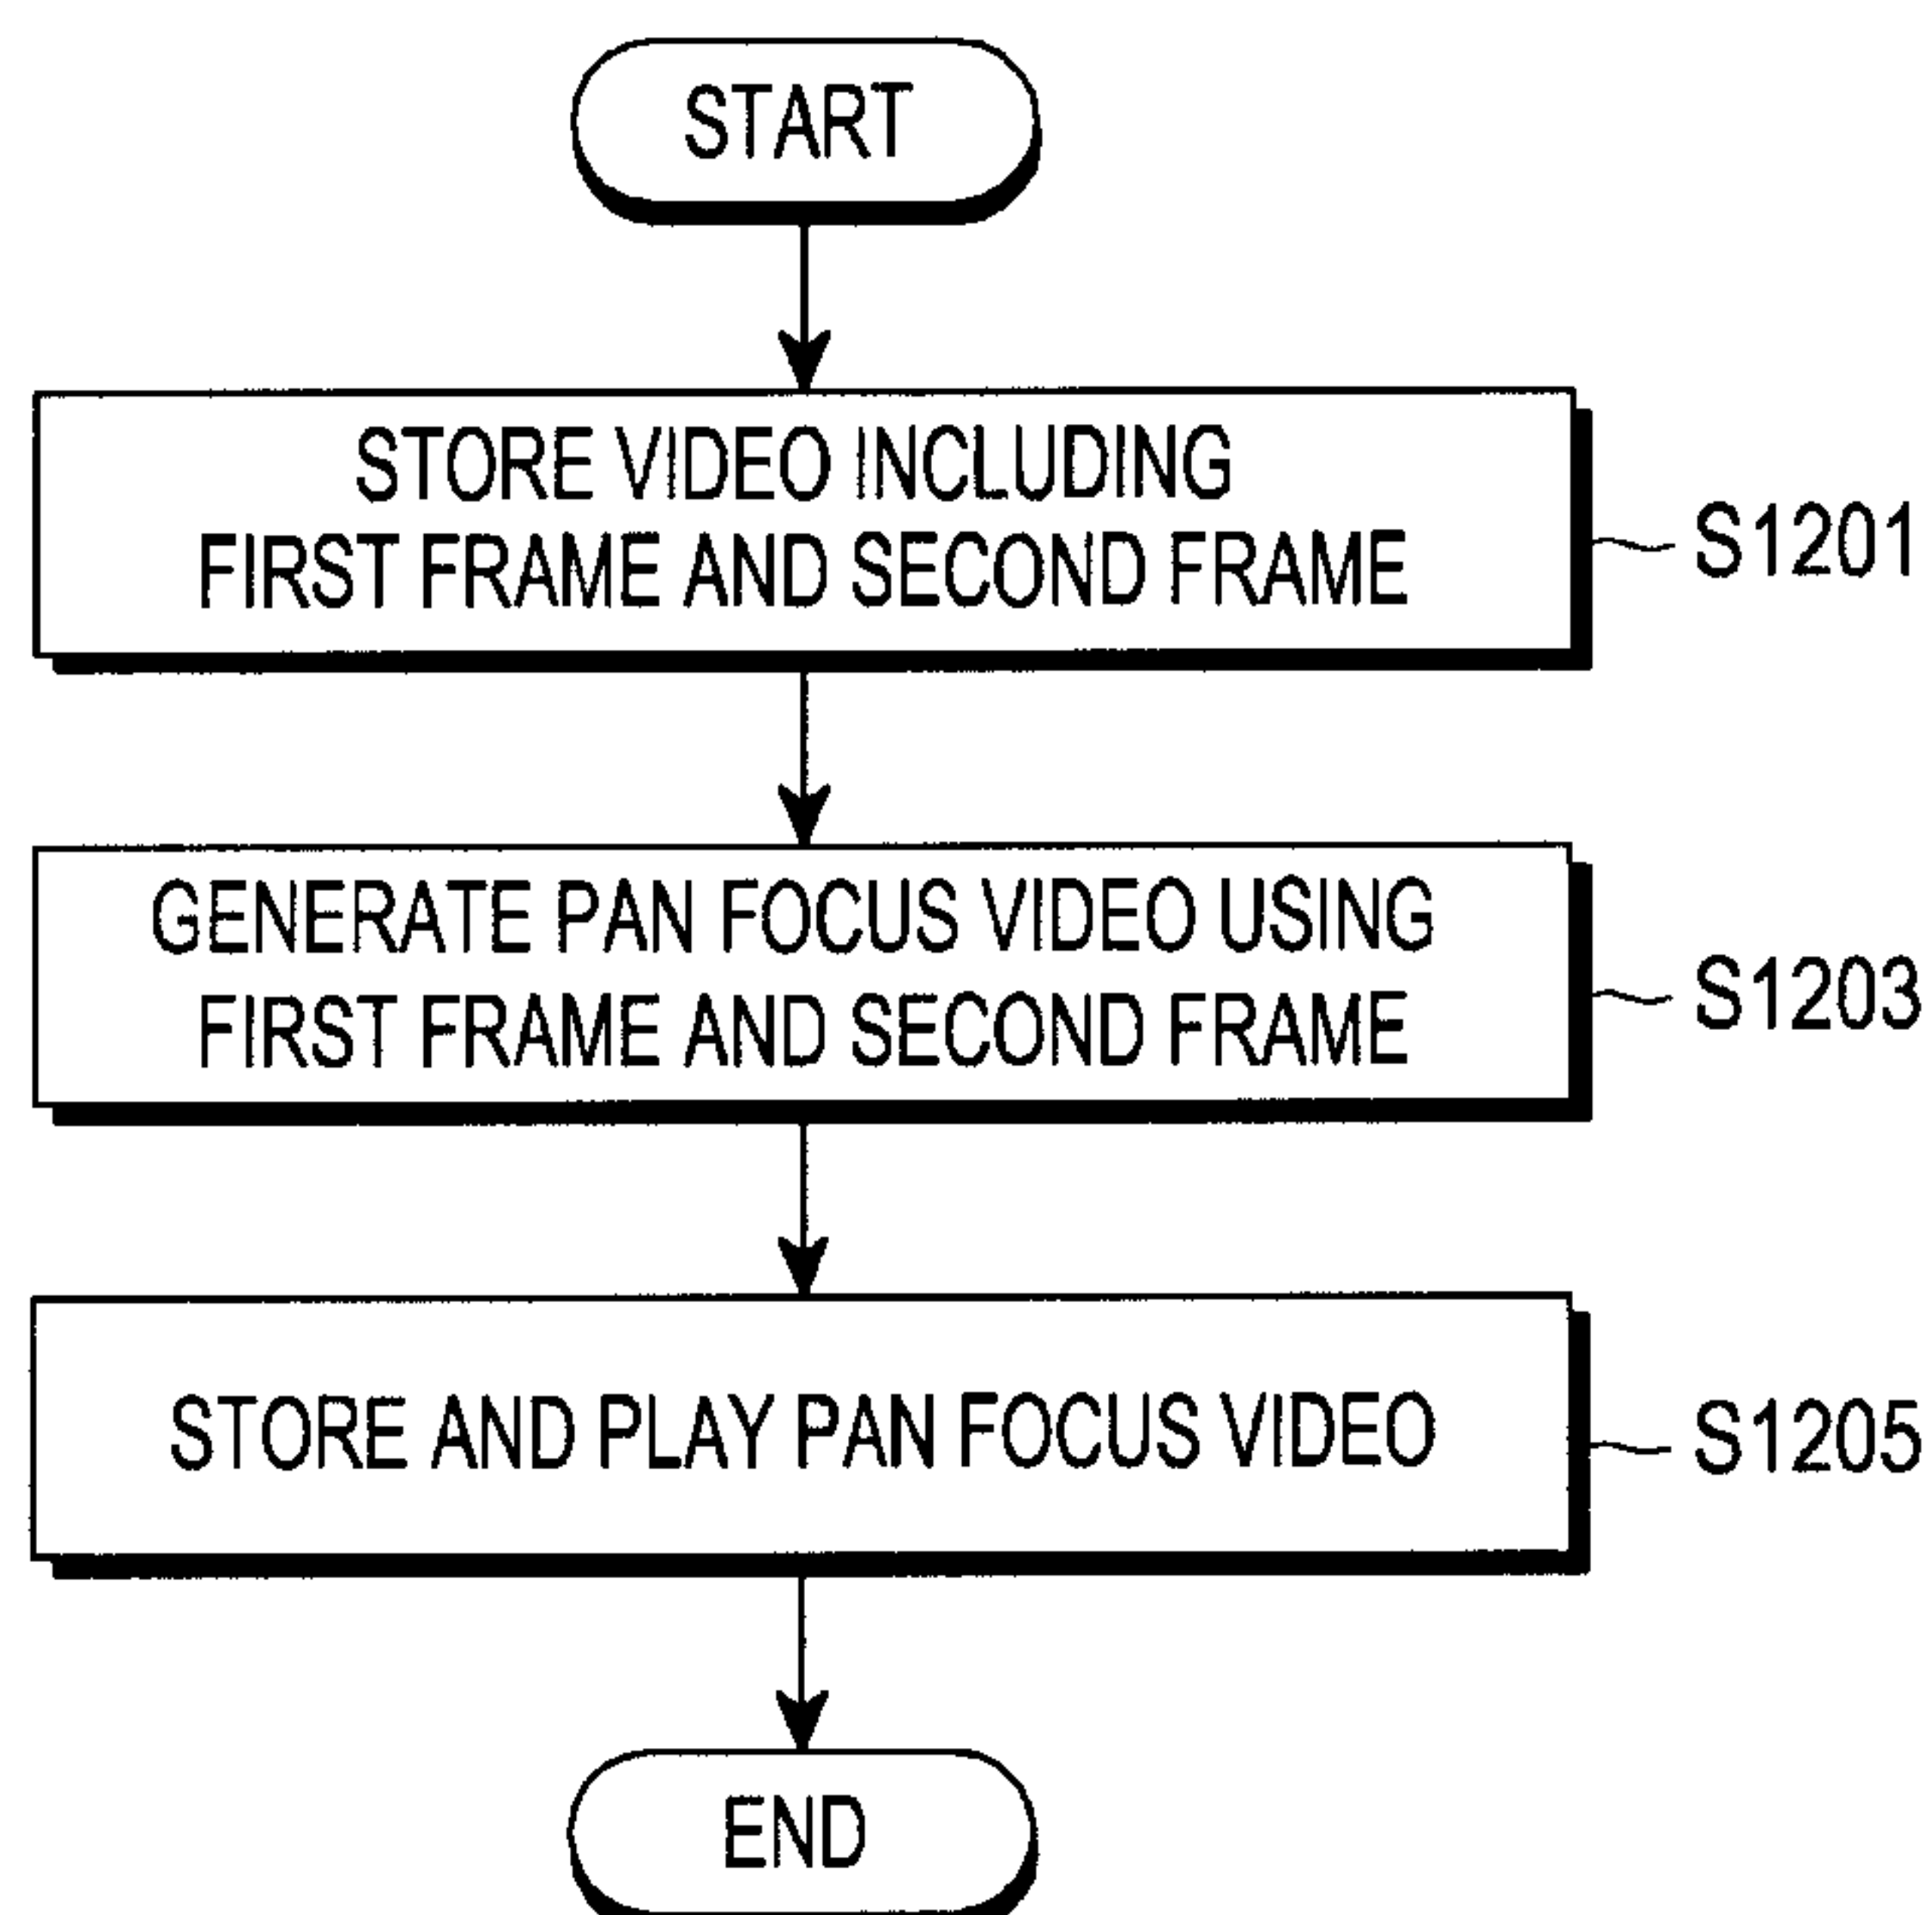 START
STORE VIDEO INCLUDING
FIRST FRAME AND SECOND FRAME
S1201
GENERATE PAN FOCUS VIDEO USING
FIRST FRAME AND SECOND FRAME
S1203
STORE AND PLAY PAN FOCUS VIDEO
S1205
END